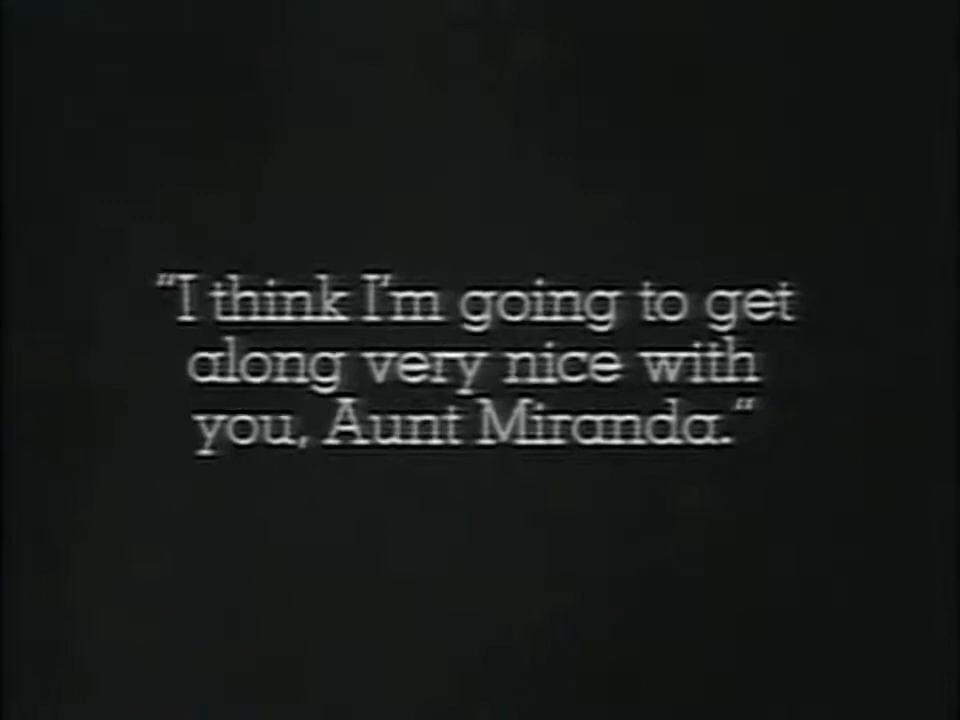 "I think I'm going to get
along very nice with
you, Aunt Miranda."